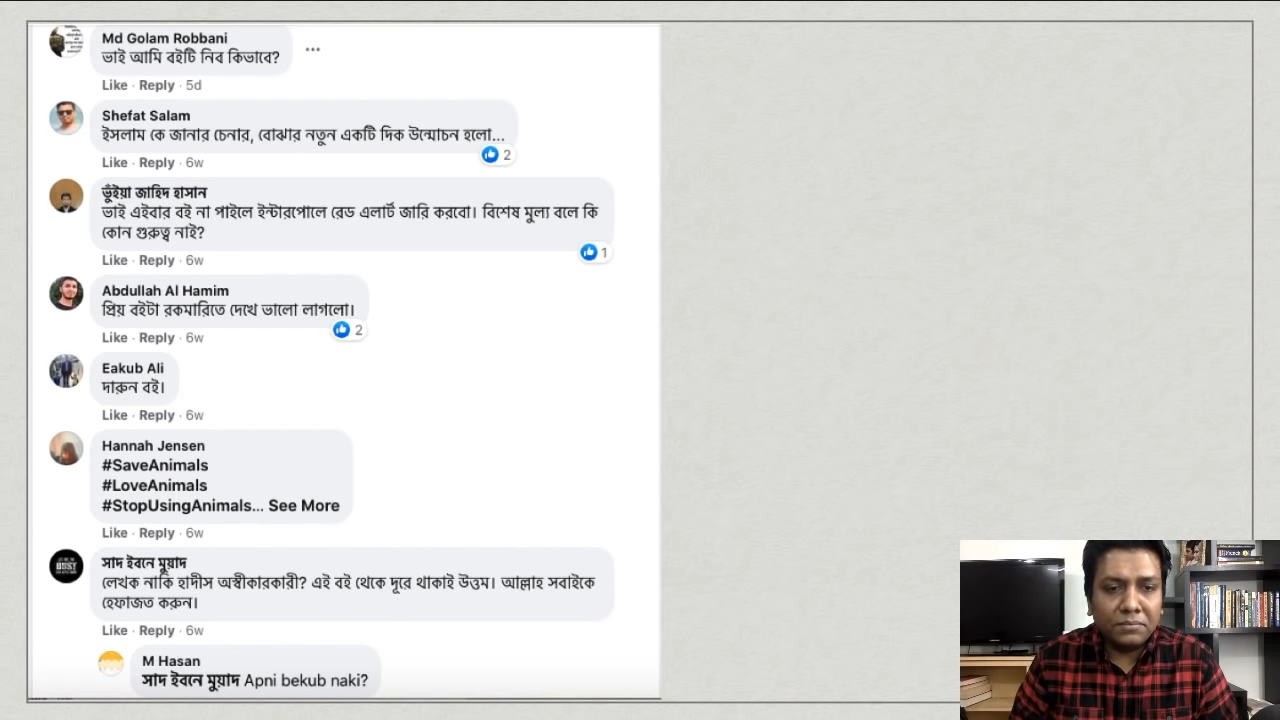 Md Golam Robbani
ভাই আমি বইটি নিব কিভাবে?
Like · Reply · 5d
Shefat Salam
ইসলাম কে জানার চেনার, বোঝার নতুন একটি দিক উন্মোচন হলো...
2
Like · Reply · 6w
ভুঁইয়া জাহিদ হাসান
ভাই এইবার বই না পাইলে ইন্টারপোলে রেড এলার্ট জারি করবো। বিশেষ মুল্য বলে কি
কোন গুরুত্ব নাই?
1
Like · Reply · 6w
Abdullah Al Hamim
প্রিয় বইটা রকমারিতে দেখে ভালো লাগলো।
2
Like · Reply · 6w
Eakub Ali
দারুন বই।
Like · Reply · 6w
Hannah Jensen
#SaveAnimals
#LoveAnimals
#StopUsingAnimals... See More
Like · Reply · 6w
সাদ ইবনে মুয়াদ
লেখক নাকি হাদীস অস্বীকারকারী? এই বই থেকে দূরে থাকাই উত্তম। আল্লাহ সবাইকে
হেফাজত করুন।
Like · Reply · 6w
M Hasan
সাদ ইবনে মুয়াদ Apni bekub naki?